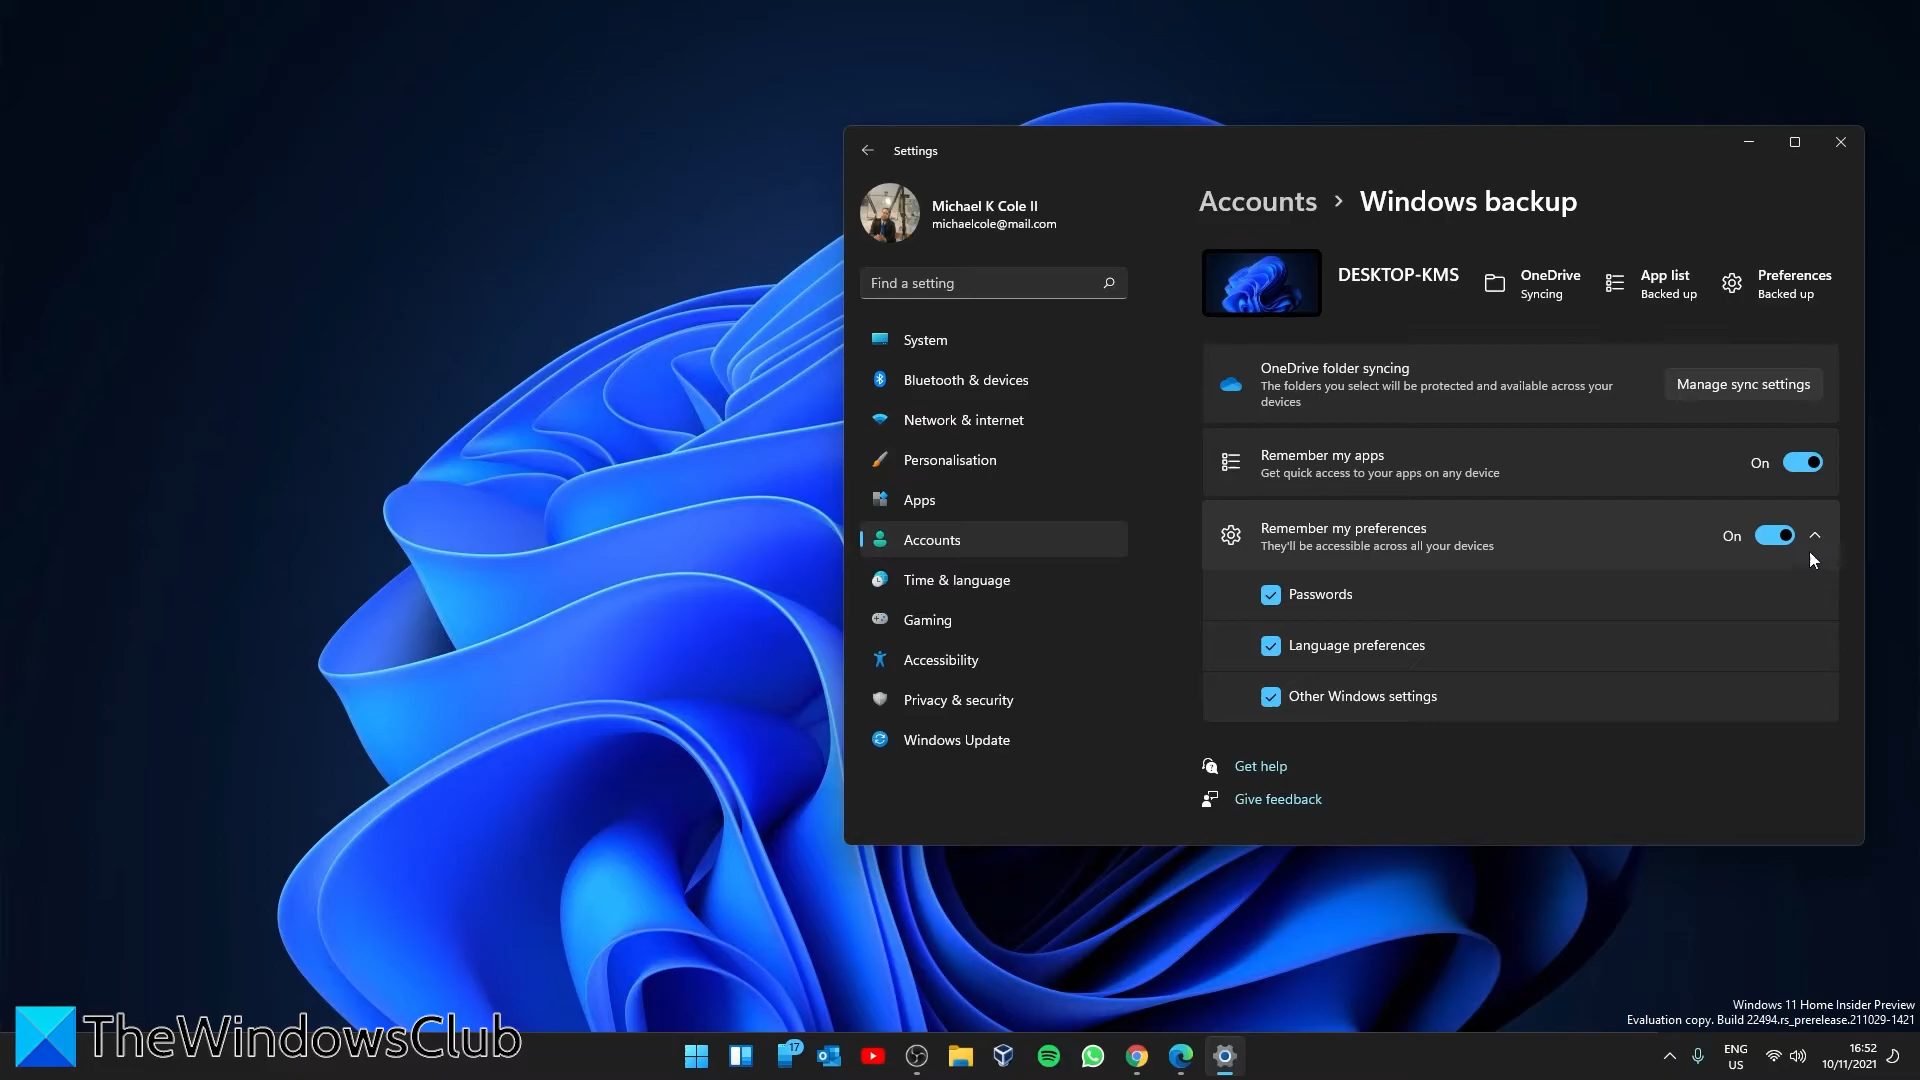 Settings
Michael K Cole II
michaelcole@mail.com
Find a setting
System
Bluetooth & devices
Network & internet
Personalisation
Apps
Accounts
Time & language
Gaming
Accessibility
Privacy & security
Windows Update
Accounts > Windows backup
DESKTOP-KMS
OneDrive
Syncing
App list
Backed up
Preferences
Backed up
OneDrive folder syncing
The folders you select will be protected and available across your
devices
Manage sync settings
Remember my apps
Get quick access to your apps on any device
On
Remember my preferences
They'll be accessible across all your devices
On
Passwords
Language preferences
Other Windows settings
Get help
Give feedback
Windows 11 Home Insider Preview
Evaluation copy. Build 22494.rs_prerelease.211029-1421
TheWindowsClub
17
ENG
US
16:52
10/11/2021